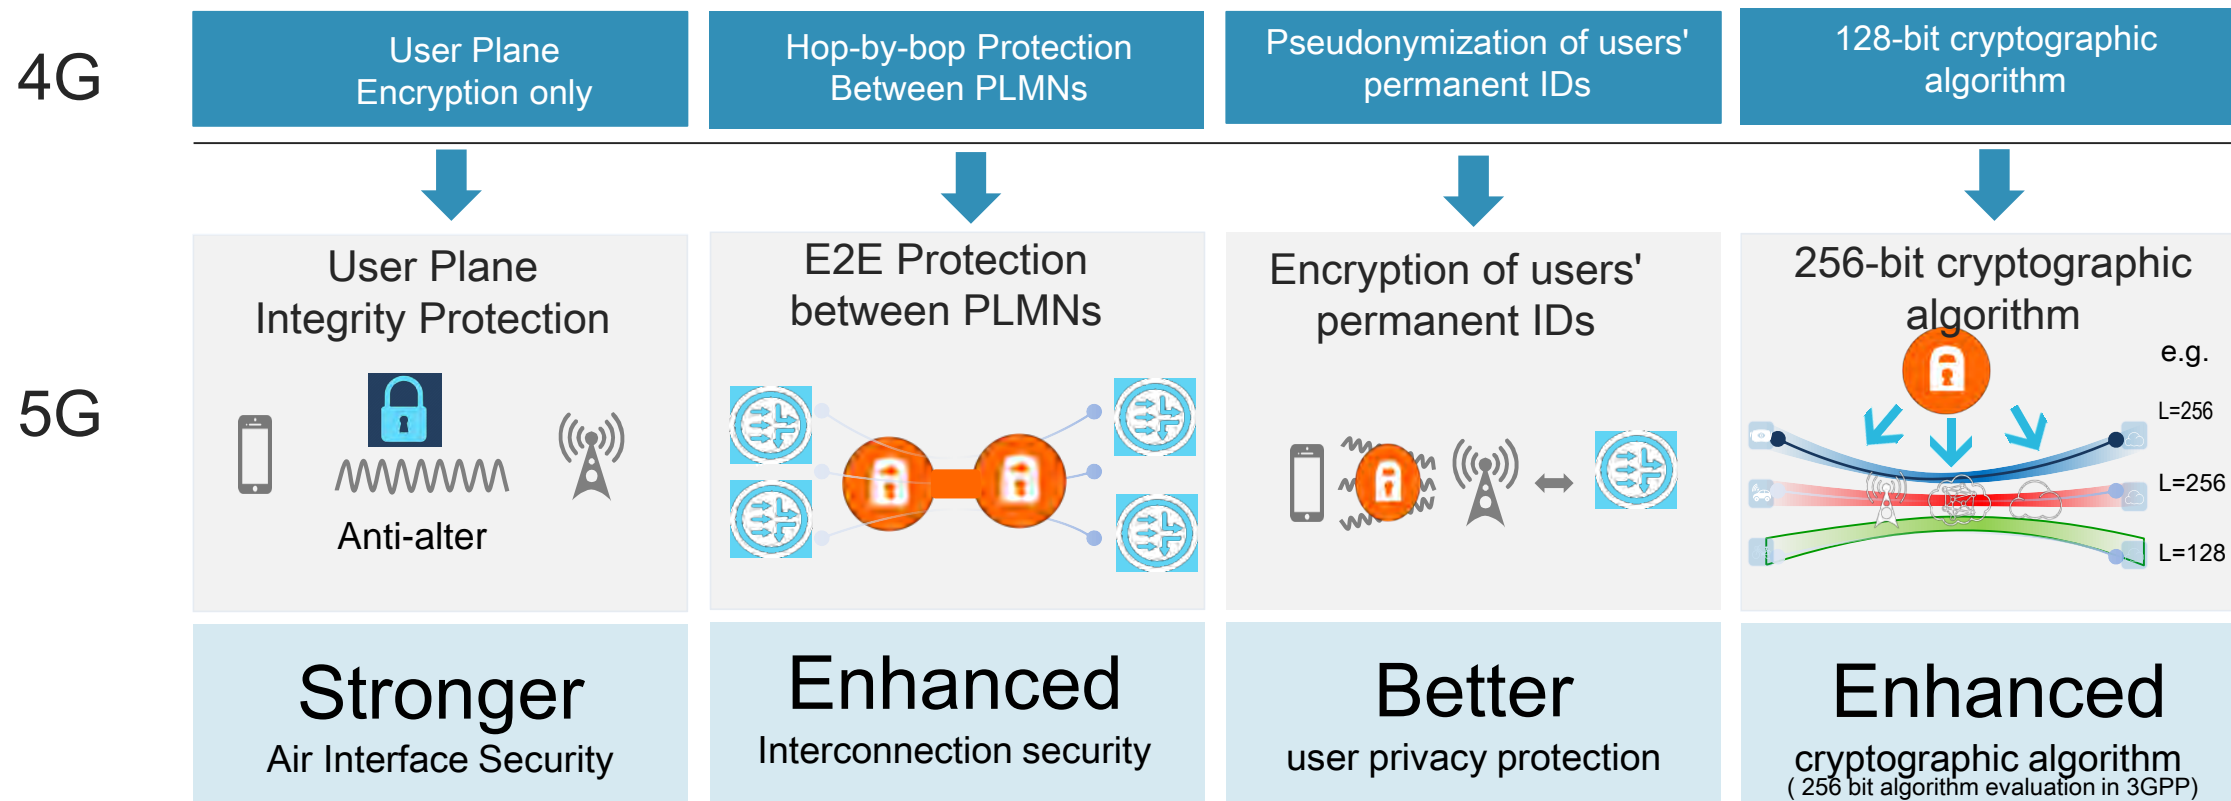 4G
User Plane
Encryption only
Hop-by-bop Protection
Between PLMNs
Pseudonymization of users'
permanent IDs
128-bit cryptographic
algorithm
5G
User Plane
Integrity Protection
Anti-alter
E2E Protection
between PLMNs
Encryption of users'
permanent IDs
256-bit cryptographic
algorithm
e.g.
L=256
L=256
L=128
Stronger
Air Interface Security
Enhanced
Interconnection security
Better
user privacy protection
Enhanced
cryptographic algorithm
( 256 bit algorithm evaluation in 3GPP)